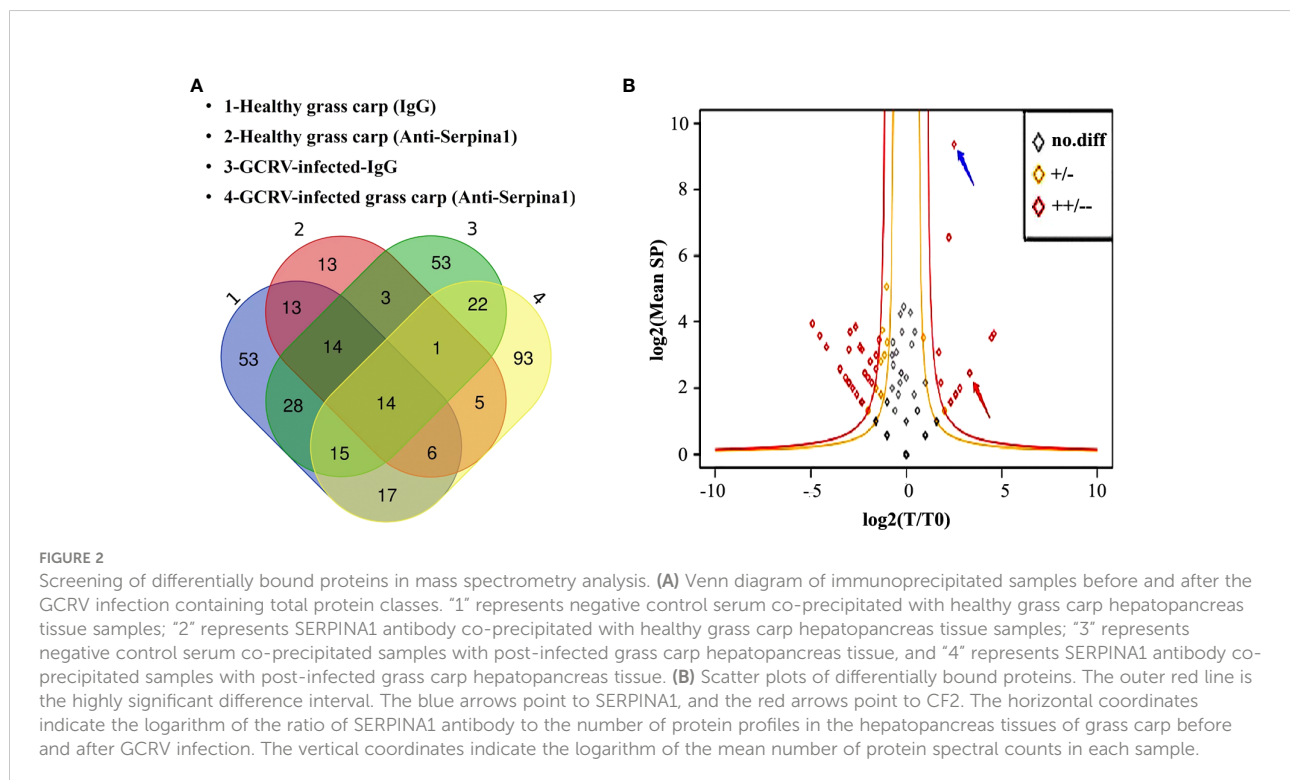 A
• 1-Healthy grass carp (IgG)
• 2-Healthy grass carp (Anti-Serpina1)
• 3-GCRV-infected-IgG
• 4-GCRV-infected grass carp (Anti-Serpina1)
2
3
1
4
13
53
13
3
22
53
14
1
93
28
14
5
15
6
17
B
10
8
6
4
2
0
log2(Mean SP)
no.diff
+/-
++/--
-10
-5
0
5
10
log2(T/T0)
FIGURE 2
Screening of differentially bound proteins in mass spectrometry analysis. (A) Venn diagram of immunoprecipitated samples before and after the
GCRV infection containing total protein classes. “1” represents negative control serum co-precipitated with healthy grass carp hepatopancreas
tissue samples; “2” represents SERPINA1 antibody co-precipitated with healthy grass carp hepatopancreas tissue samples; “3” represents
negative control serum co-precipitated samples with post-infected grass carp hepatopancreas tissue, and “4” represents SERPINA1 antibody co-
precipitated samples with post-infected grass carp hepatopancreas tissue. (B) Scatter plots of differentially bound proteins. The outer red line is
the highly significant difference interval. The blue arrows point to SERPINA1, and the red arrows point to CF2. The horizontal coordinates
indicate the logarithm of the ratio of SERPINA1 antibody to the number of protein profiles in the hepatopancreas tissues of grass carp before
and after GCRV infection. The vertical coordinates indicate the logarithm of the mean number of protein spectral counts in each sample.